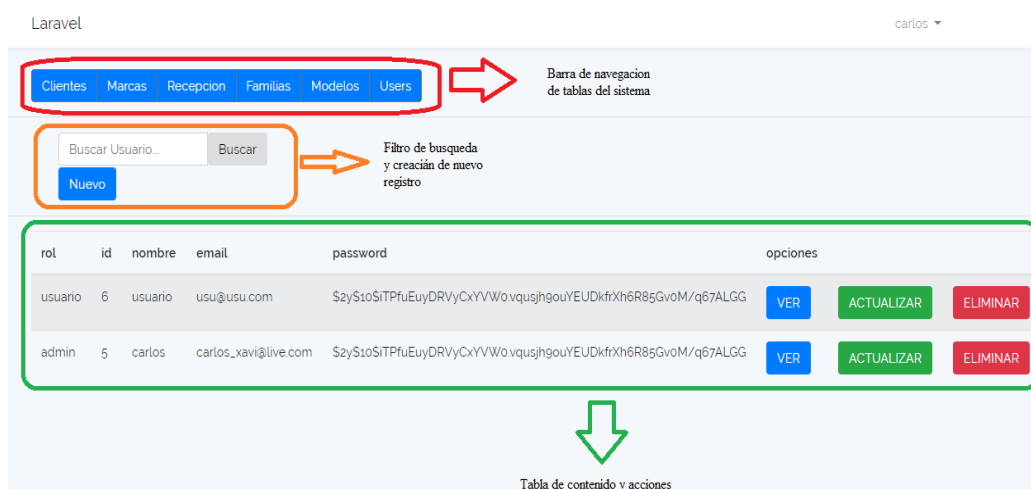 Laravel
carlos
Clientes Marcas Recepcion Familias Modelos Users
Barra de navegacion
de tablas del sistema
Buscar Usuario... Buscar
Nuevo
Filtro de busqueda
y creacián de nuevo
registro
rol id nombre email password opciones
usuario 6 usuario usu@usu.com $2y$10$iTPfuEuyDRVyCxYVW0.vqusjh9ouYEUDkfrXh6R85Gv0M/q67ALGG VER ACTUALIZAR ELIMINAR
admin 5 carlos carlos_xavi@live.com $2y$10$iTPfuEuyDRVyCxYVW0.vqusjh9ouYEUDkfrXh6R85Gv0M/q67ALGG VER ACTUALIZAR ELIMINAR
Tabla de contenido y acciones